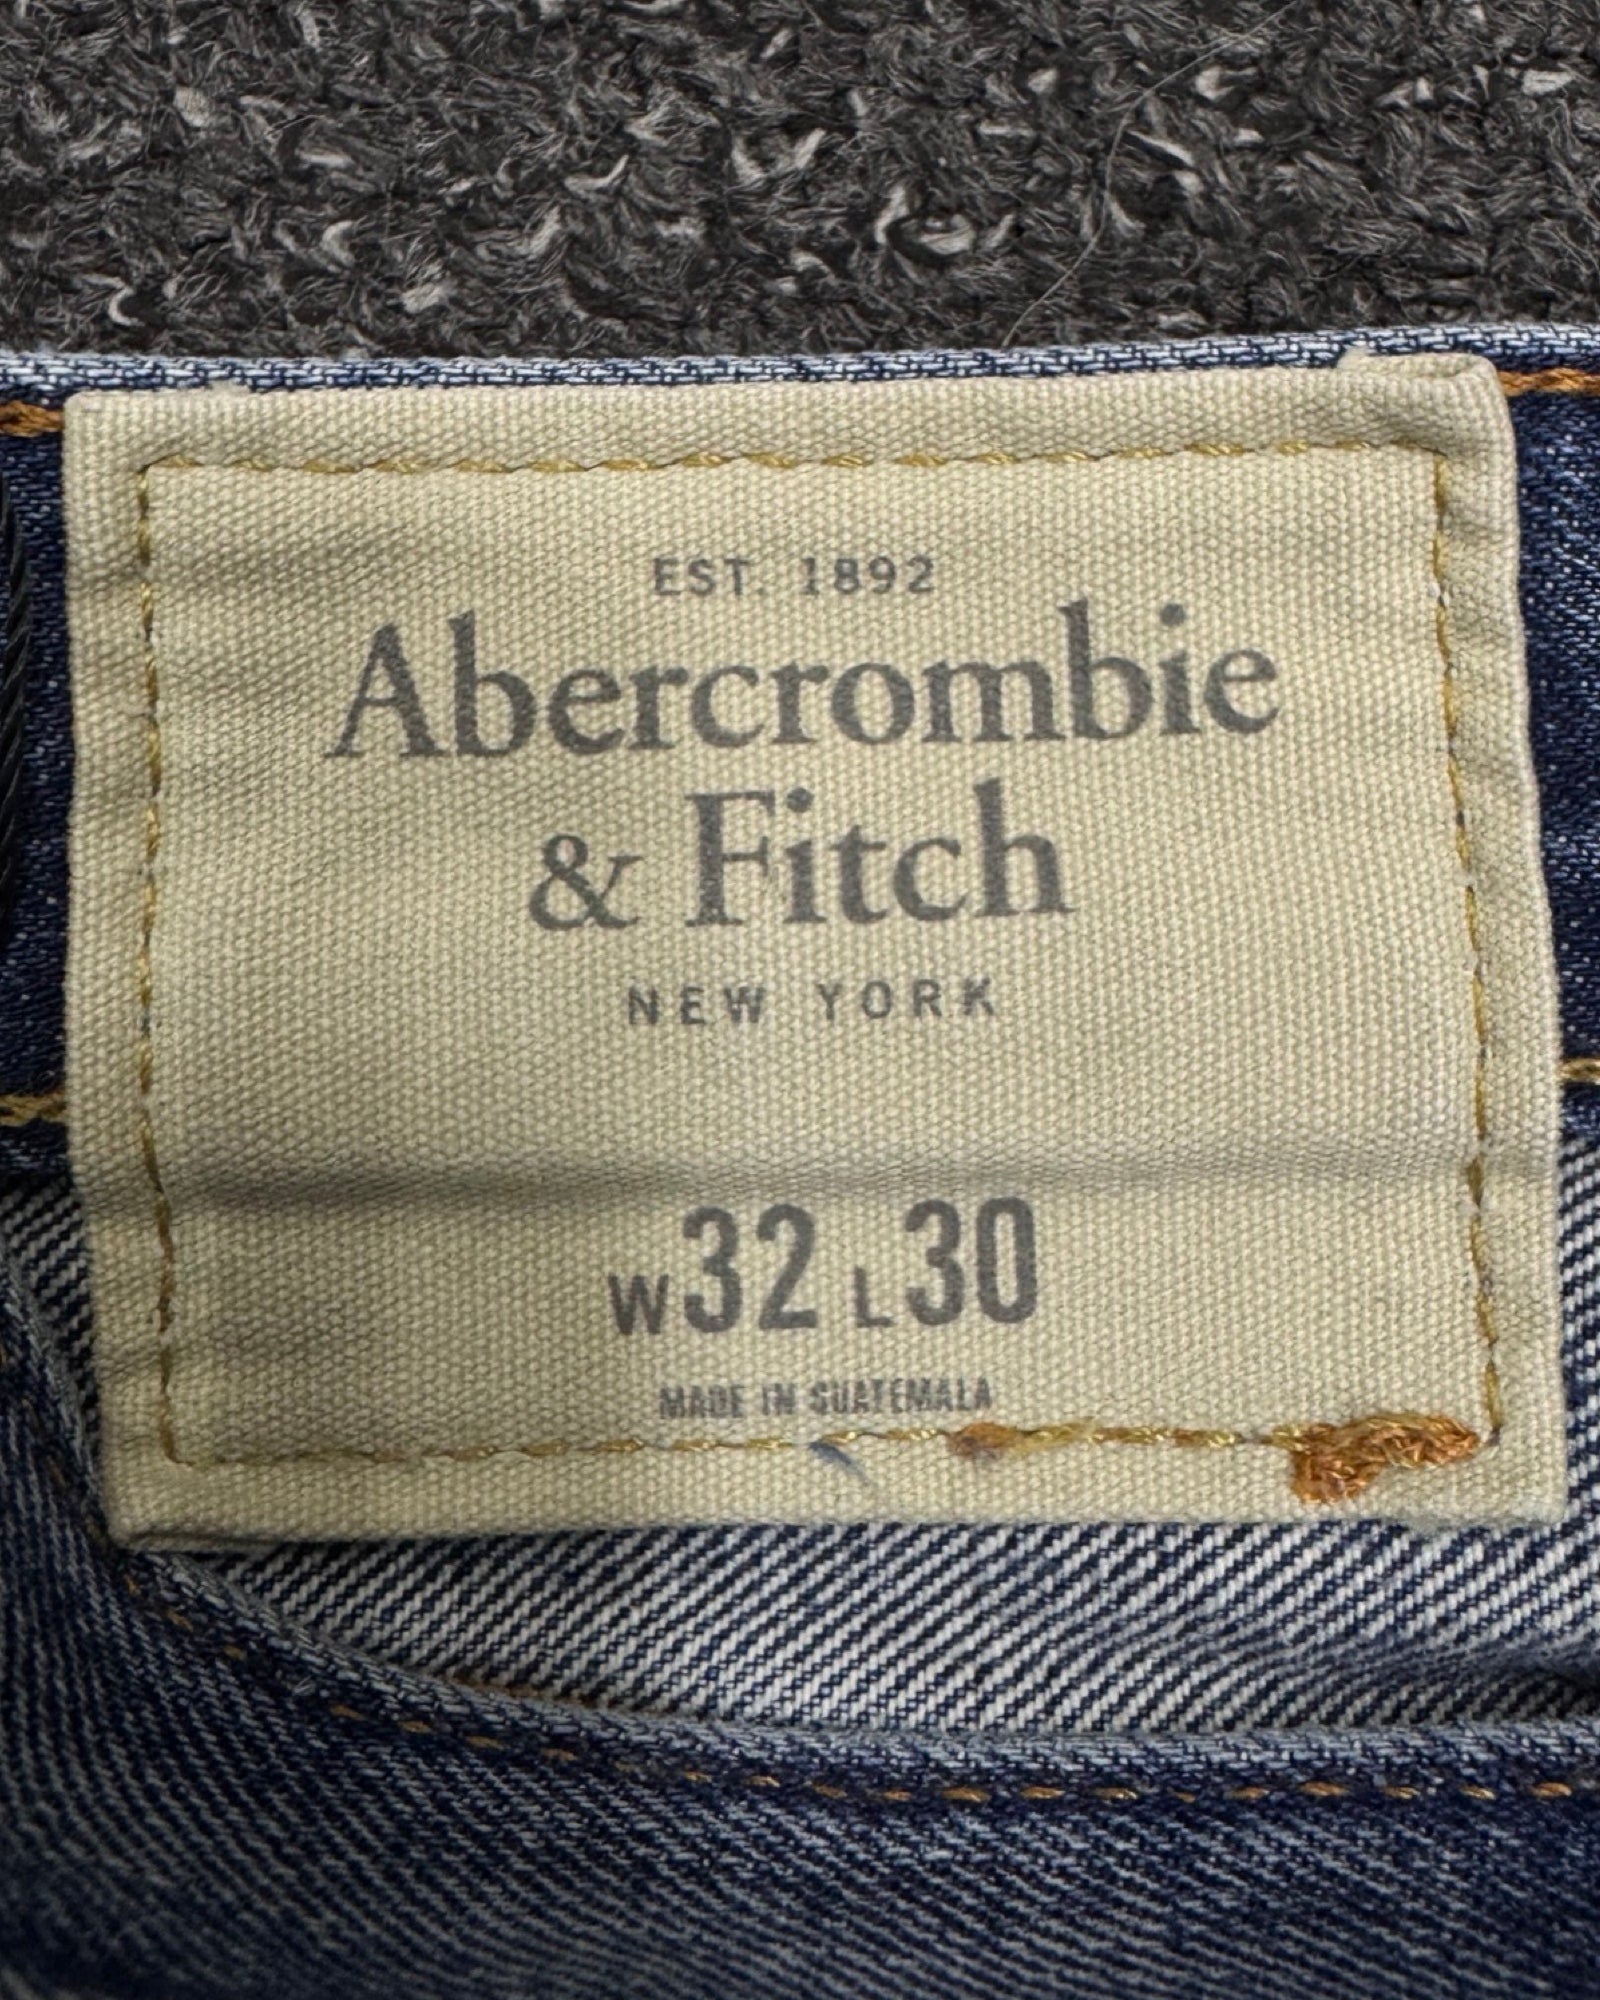 EST. 1892
Abercrombie
& Fitch
NEW YORK
W32 L30
MADE IN GUATEMALA